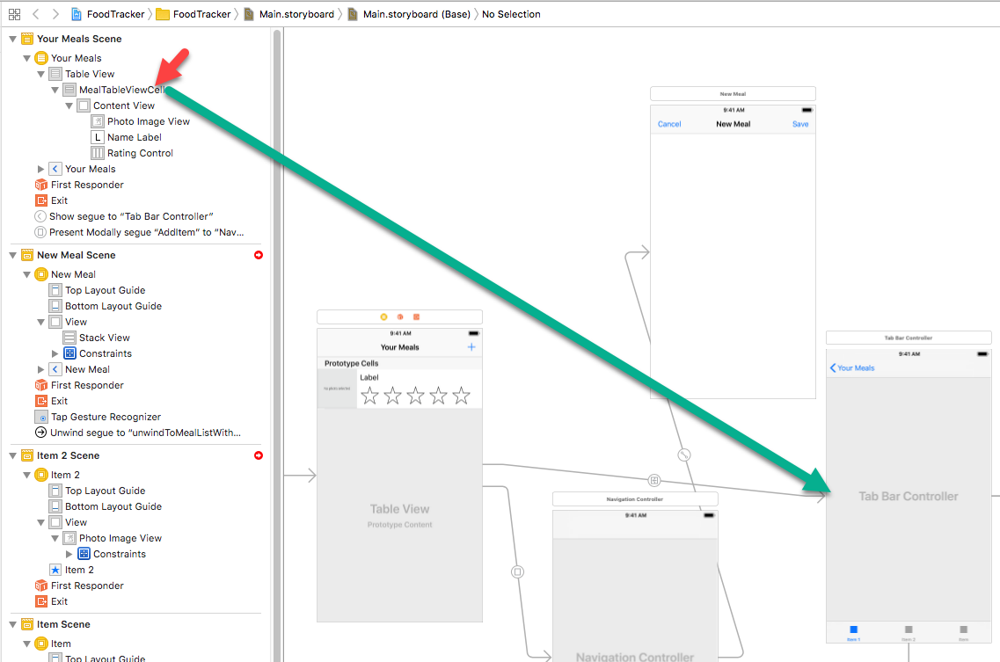 FoodTracker FoodTracker Main.storyboard Main.storyboard (Base) No Selection
Your Meals Scene
Your Meals
Table View
MealTableViewCell
Content View
Photo Image View
L Name Label
Rating Control
Your Meals
First Responder
Exit
Show segue to “Tab Bar Controller”
Present Modally segue “AddItem” to “Nav...
New Meal Scene
New Meal
Top Layout Guide
Bottom Layout Guide
View
Stack View
Constraints
New Meal
First Responder
Exit
Tap Gesture Recognizer
Unwind segue to “unwindToMealListWith...
Item 2 Scene
Item 2
Top Layout Guide
Bottom Layout Guide
View
Photo Image View
Constraints
Item 2
First Responder
Exit
Item Scene
Item
Top Layout Guide
New Meal
9:41 AM
Cancel New Meal Save
9:41 AM
Your Meals +
Prototype Cells
Label
No photo selected
Table View
Prototype Content
Navigation Controller
9:41 AM
Navigation Controller
Tab Bar Controller
9:41 AM
Your Meals
Tab Bar Controller
Item 1 Item 2 Item